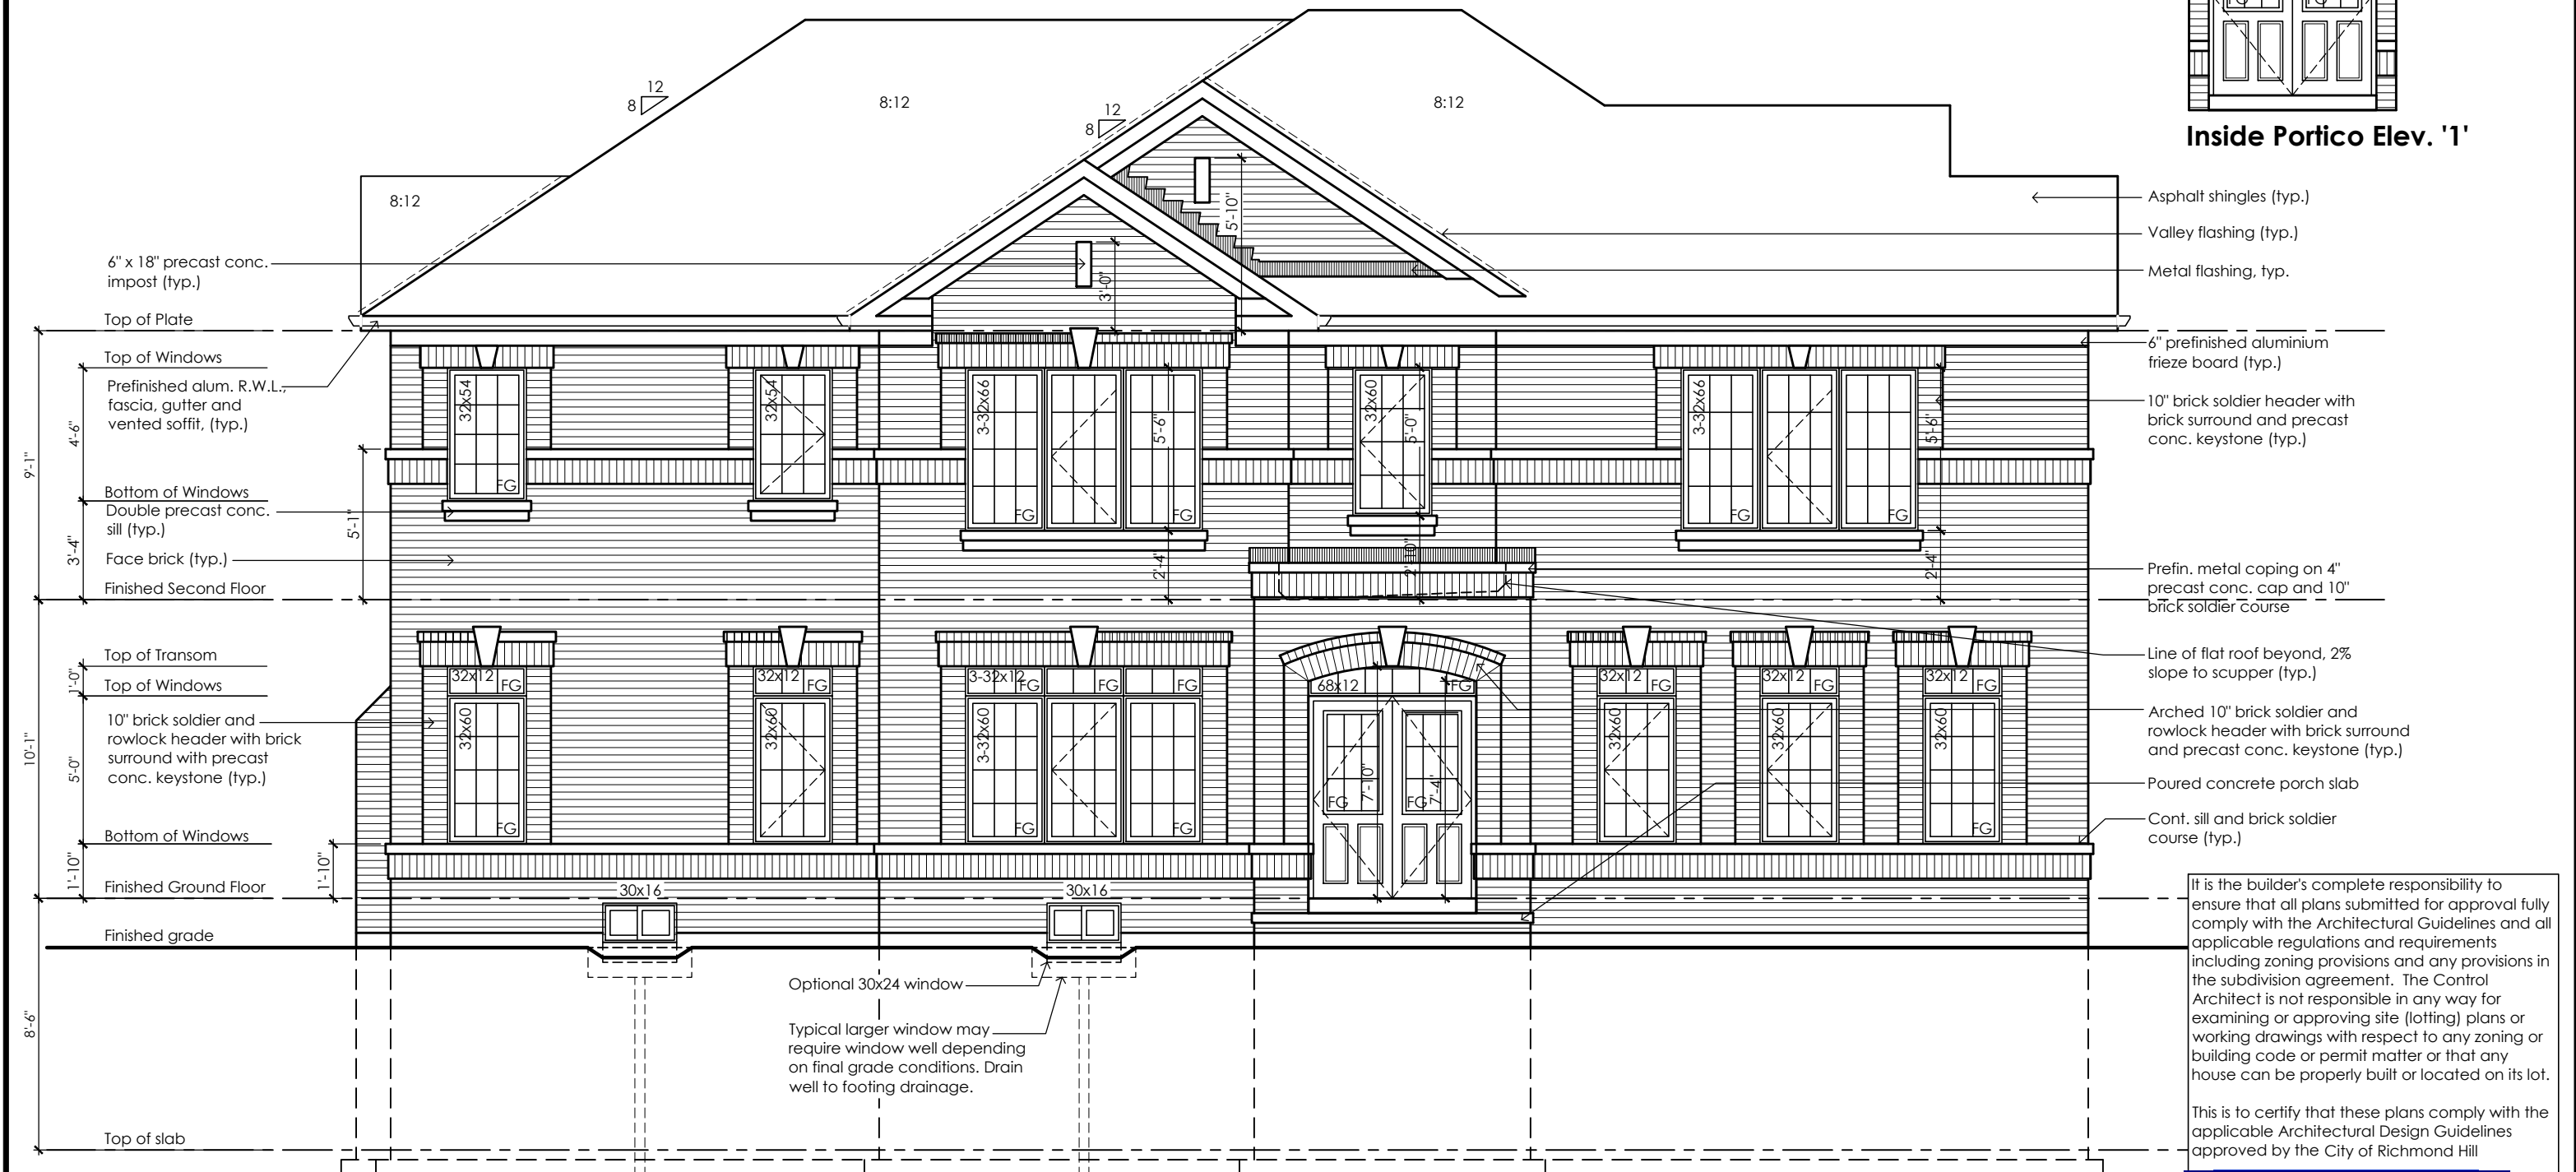 Inside Portico Elev. '1'
12
8
8:12
12
8
8:12
8:12
6" x 18" precast conc.
impost (typ.)
Top of Plate
Top of Windows
Prefinished alum. R.W.L.,
fascia, gutter and
vented soffit, (typ.)
Bottom of Windows
Double precast conc.
sill (typ.)
Face brick (typ.)
Finished Second Floor
Top of Transom
Top of Windows
10" brick soldier and
rowlock header with brick
surround with precast
conc. keystone (typ.)
Bottom of Windows
Finished Ground Floor
Finished grade
Top of slab
9'-1"
10'-1"
8'-6"
4'-6"
3'-4"
1'-0"
5'-0"
1'-10"
5'-1"
1'-10"
3'-0"
5'-10"
32x54
FG
32x54
3-32x66
5'-6"
FG
FG
2'-4"
32x60
5'-0"
2'-10"
3-32x66
FG
FG
5'-6"
2'-4"
32x12
FG
32x60
FG
32x12
FG
32x60
3-32x12
FG
FG
FG
3-32x60
FG
FG
68x12
FG
FG
7'-10"
FG
7'-4"
32x12
FG
32x60
32x12
FG
32x60
32x12
FG
32x60
FG
30x16
30x16
Optional 30x24 window
Typical larger window may
require window well depending
on final grade conditions. Drain
well to footing drainage.
Asphalt shingles (typ.)
Valley flashing (typ.)
Metal flashing, typ.
6" prefinished aluminium
frieze board (typ.)
10" brick soldier header with
brick surround and precast
conc. keystone (typ.)
Prefin. metal coping on 4"
precast conc. cap and 10"
brick soldier course
Line of flat roof beyond, 2%
slope to scupper (typ.)
Arched 10" brick soldier and
rowlock header with brick surround
and precast conc. keystone (typ.)
Poured concrete porch slab
Cont. sill and brick soldier
course (typ.)
It is the builder's complete responsibility to
ensure that all plans submitted for approval fully
comply with the Architectural Guidelines and all
applicable regulations and requirements
including zoning provisions and any provisions in
the subdivision agreement. The Control
Architect is not responsible in any way for
examining or approving site (lotting) plans or
working drawings with respect to any zoning or
building code or permit matter or that any
house can be properly built or located on its lot.
This is to certify that these plans comply with the
applicable Architectural Design Guidelines
approved by the City of Richmond Hill